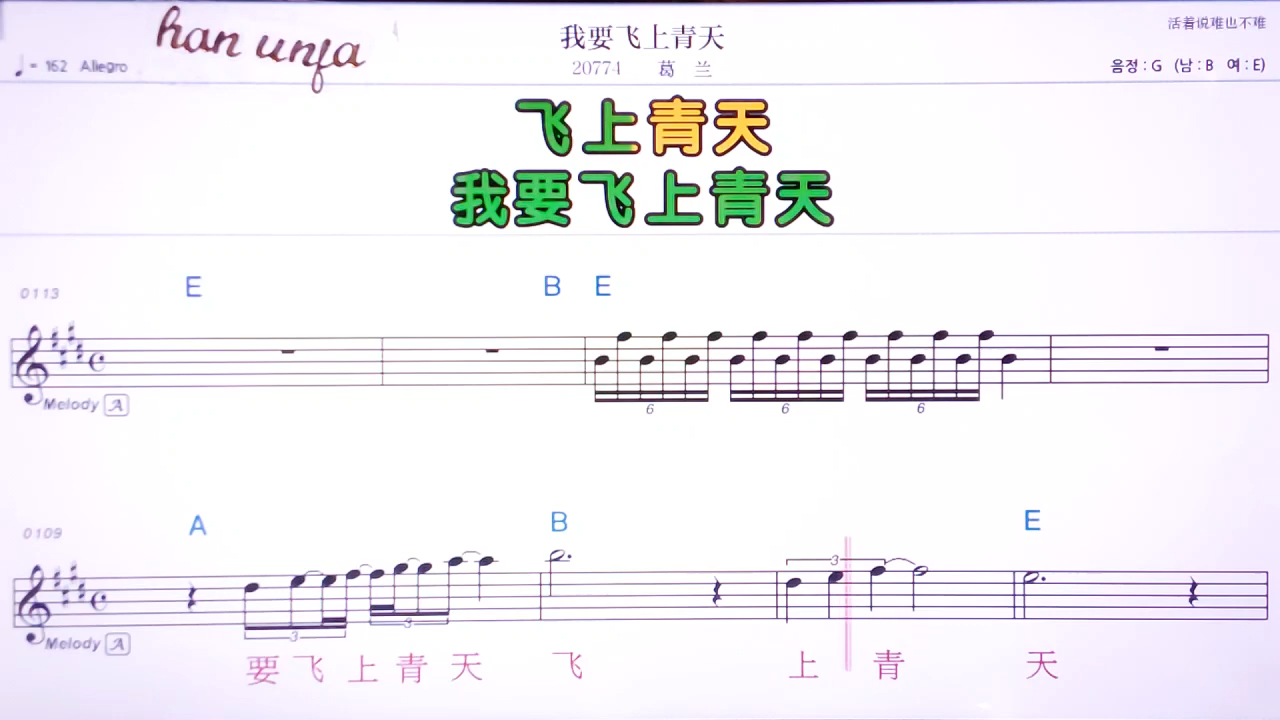 han unfa
我要飞上青天
活着说难也不难
♩= 162 Allegro
20774 葛 兰
음정 : G (남 : B 여 : E)
飞上青天
我要飞上青天
E B E
0113
Melody A
6 6 6
A B E
0109
3 3 3
Melody A
要 飞 上 青 天 飞 上 青 天